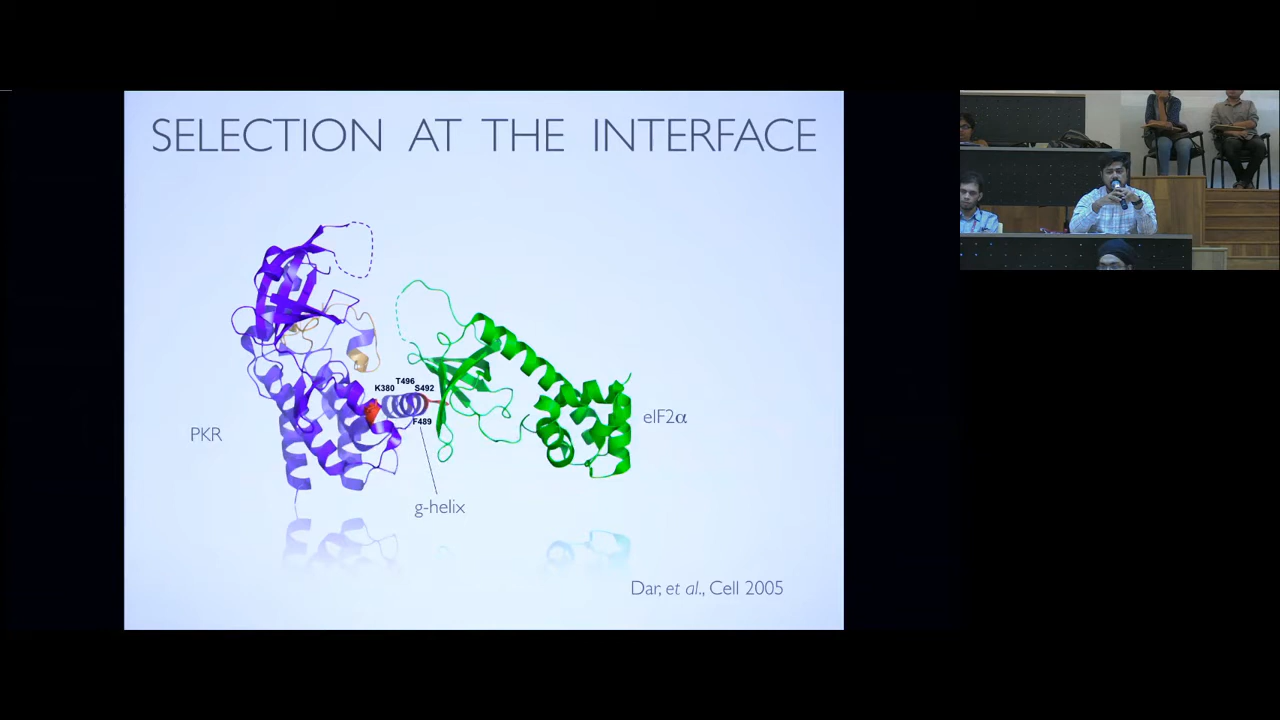 SELECTION AT THE INTERFACE
T496
K380
S492
F489
PKR
eIF2α
g-helix
Dar, et al., Cell 2005